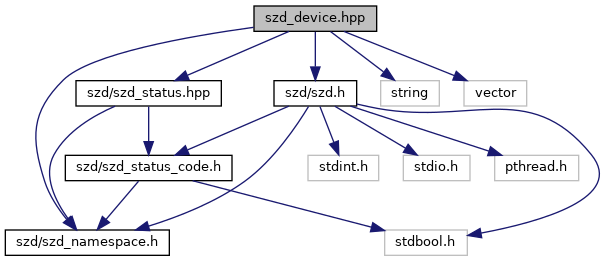 szd_device.hpp
szd/szd_status.hpp
szd/szd.h
string
vector
szd/szd_status_code.h
stdint.h
stdio.h
pthread.h
szd/szd_namespace.h
stdbool.h